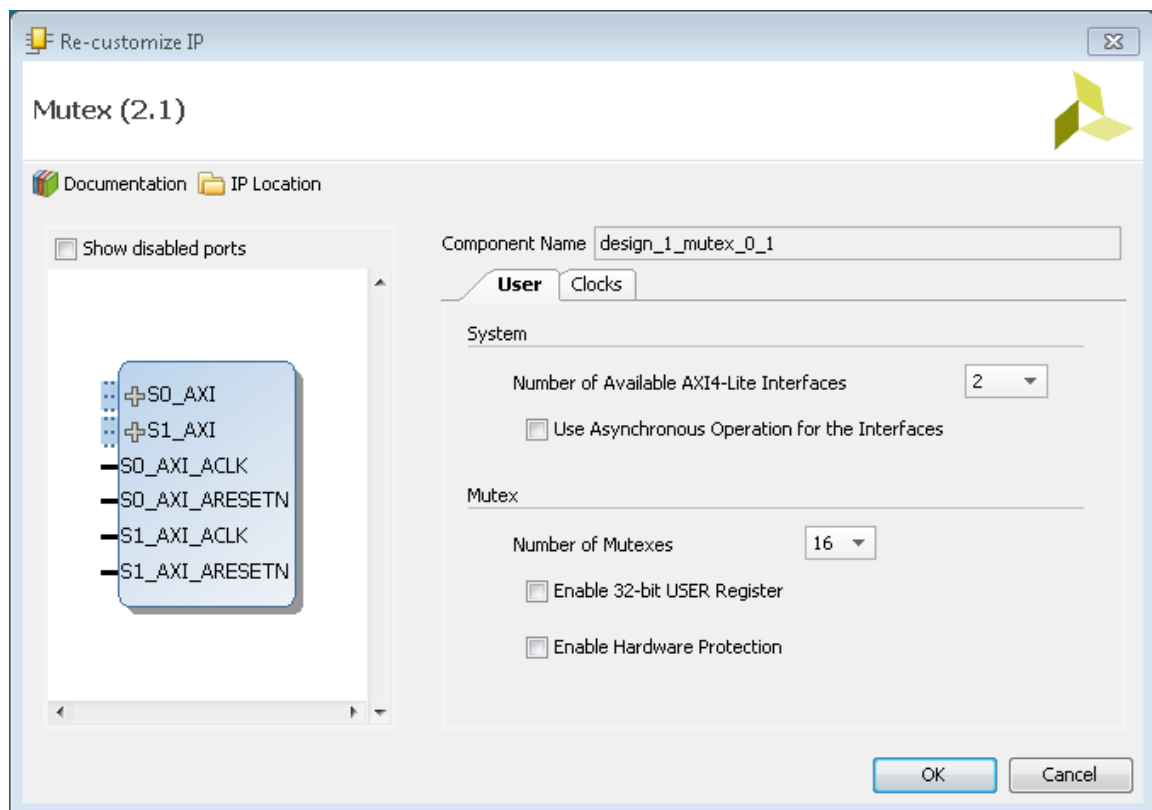 Re-customize IP
Mutex (2.1)
Documentation IP Location
Show disabled ports
S0_AXI
S1_AXI
S0_AXI_ACLK
S0_AXI_ARESETN
S1_AXI_ACLK
S1_AXI_ARESETN
Component Name design_1_mutex_0_1
User Clocks
System
Number of Available AXI4-Lite Interfaces 2
Use Asynchronous Operation for the Interfaces
Mutex
Number of Mutexes 16
Enable 32-bit USER Register
Enable Hardware Protection
OK Cancel